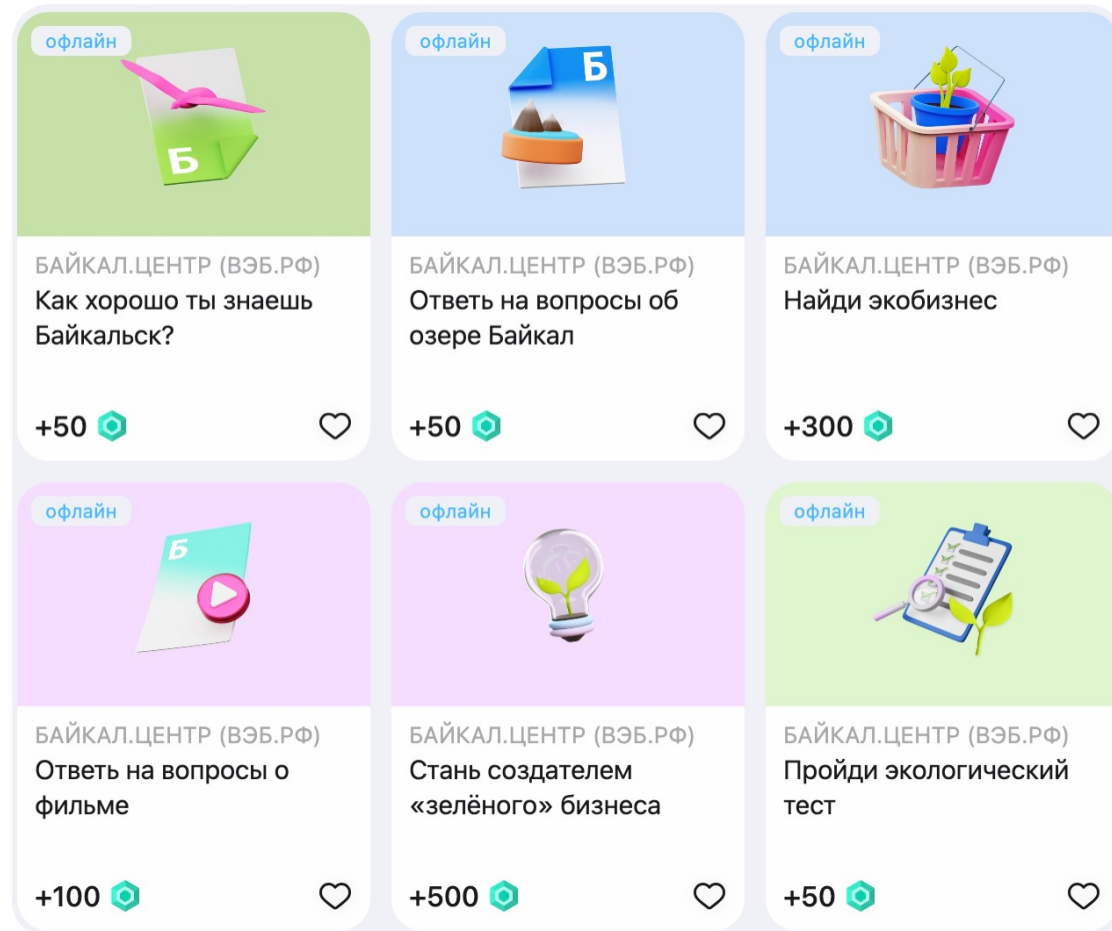 офлайн
Б
БАЙКАЛ.ЦЕНТР (ВЭБ.РФ)
Как хорошо ты знаешь
Байкальск?
+50
офлайн
Б
БАЙКАЛ.ЦЕНТР (ВЭБ.РФ)
Ответь на вопросы об
озере Байкал
+50
офлайн
БАЙКАЛ.ЦЕНТР (ВЭБ.РФ)
Найди экобизнес
+300
офлайн
Б
БАЙКАЛ.ЦЕНТР (ВЭБ.РФ)
Ответь на вопросы о
фильме
+100
офлайн
БАЙКАЛ.ЦЕНТР (ВЭБ.РФ)
Стань создателем
«зелёного» бизнеса
+500
офлайн
БАЙКАЛ.ЦЕНТР (ВЭБ.РФ)
Пройди экологический
тест
+50